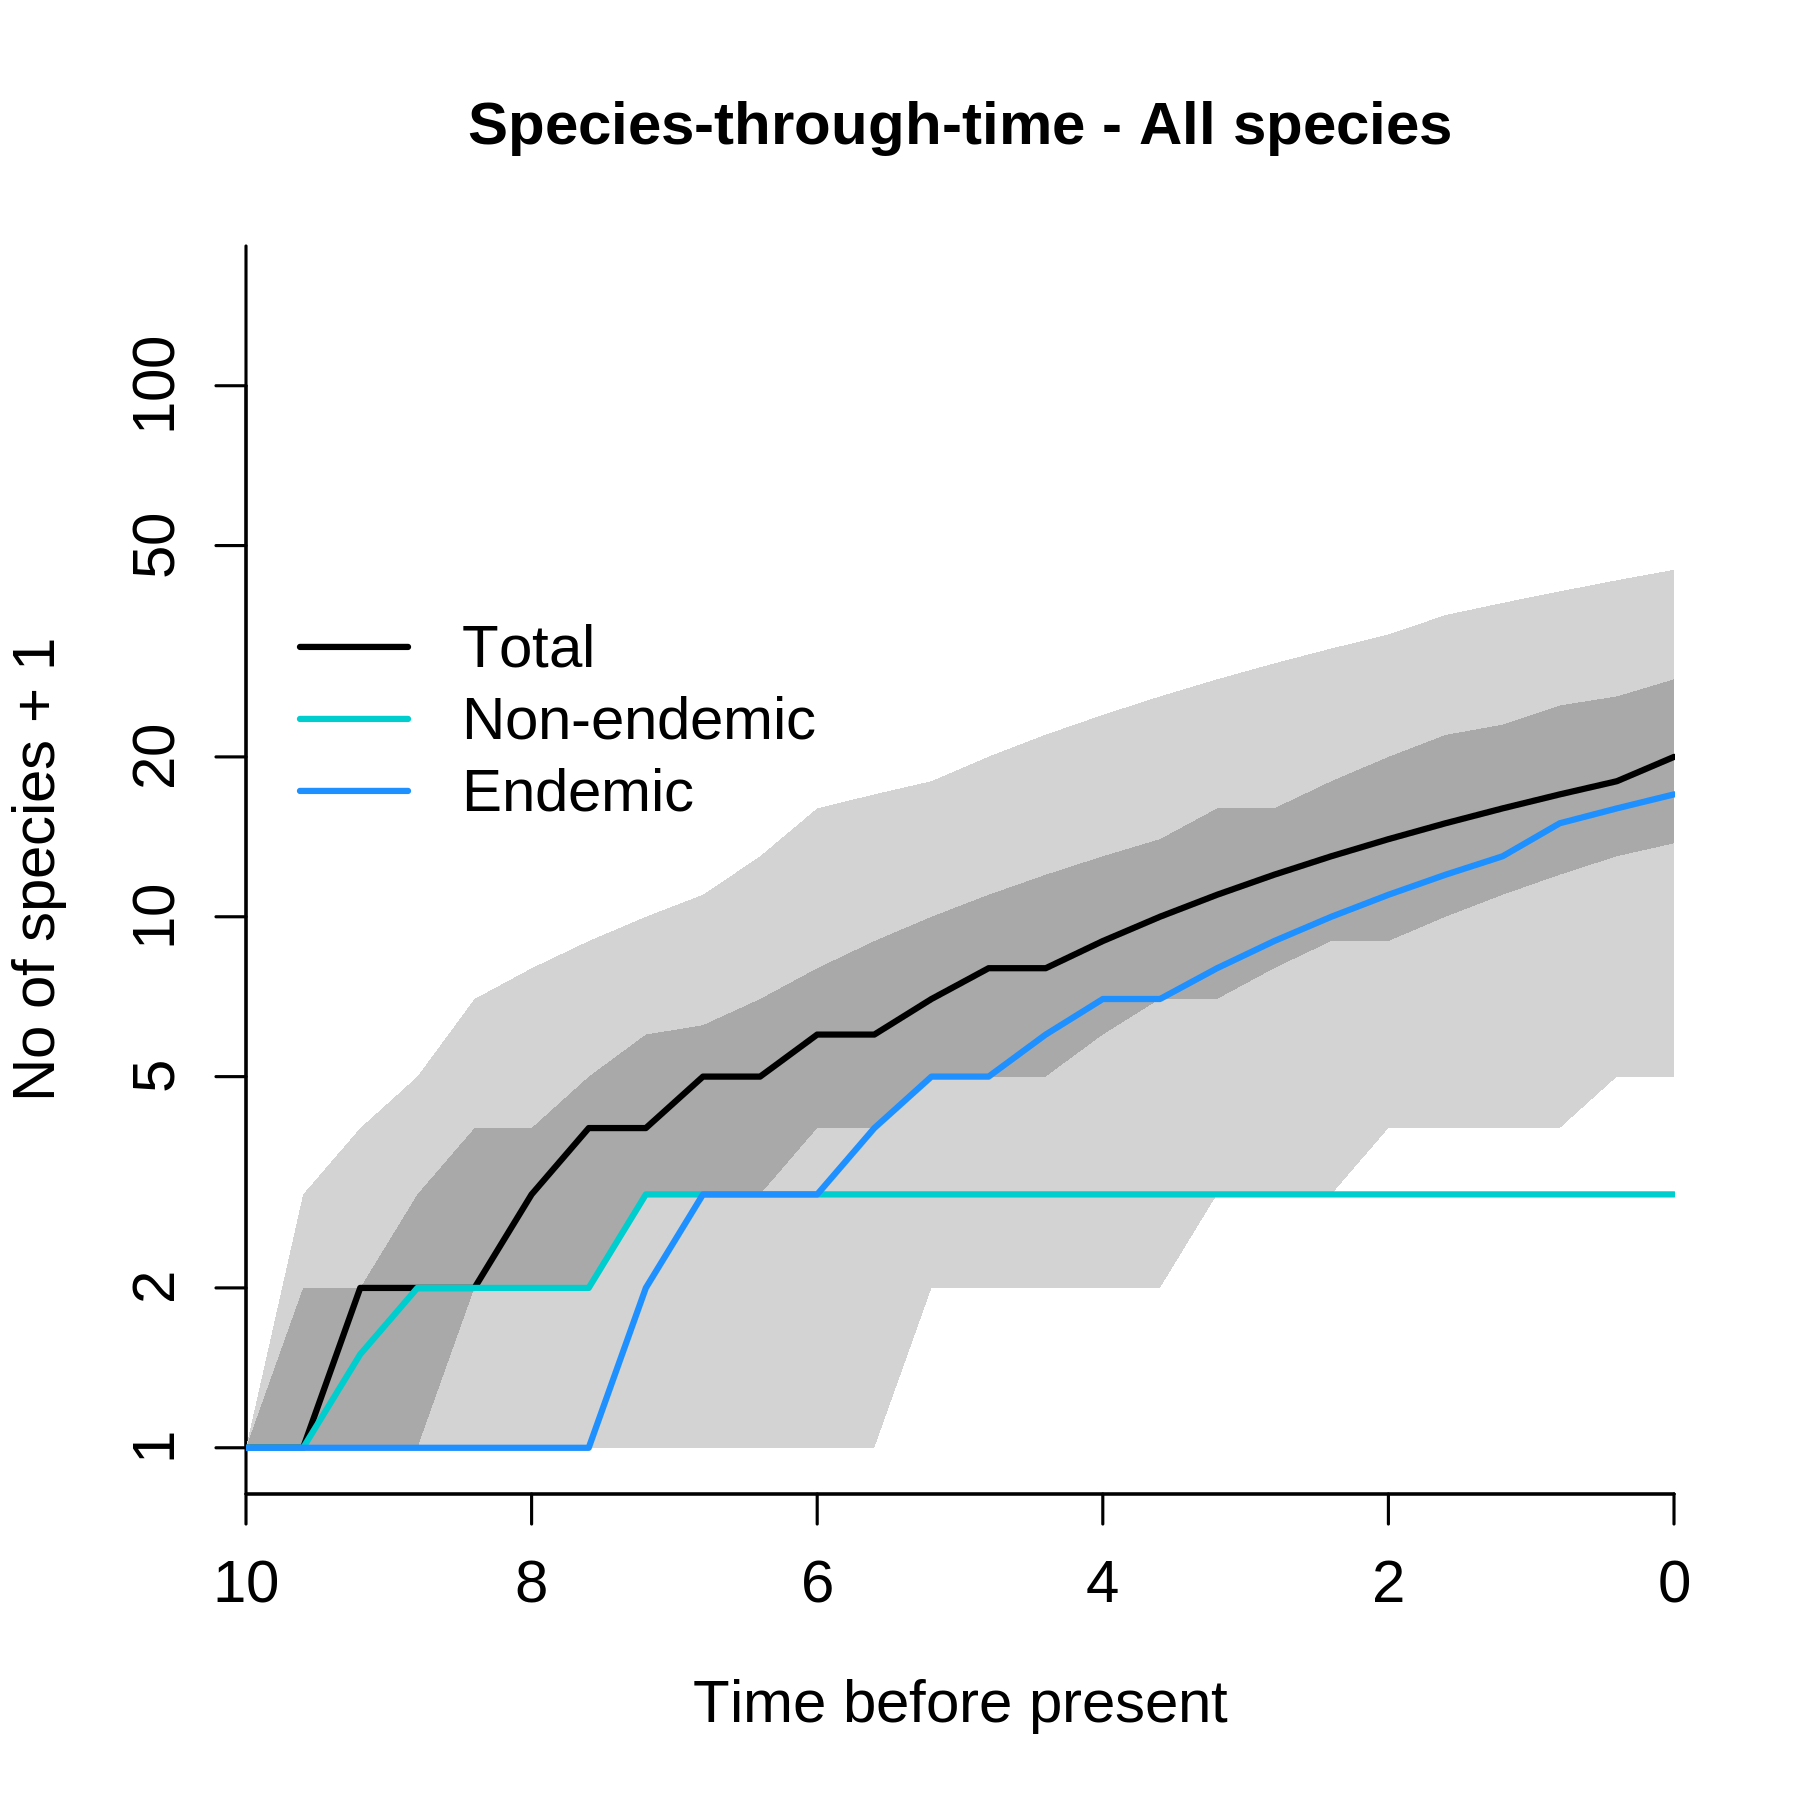 Species-through-time - All species
No of species + 1
100
50
20
10
5
2
1
Total
Non-endemic
Endemic
10 8 6 4 2 0
Time before present